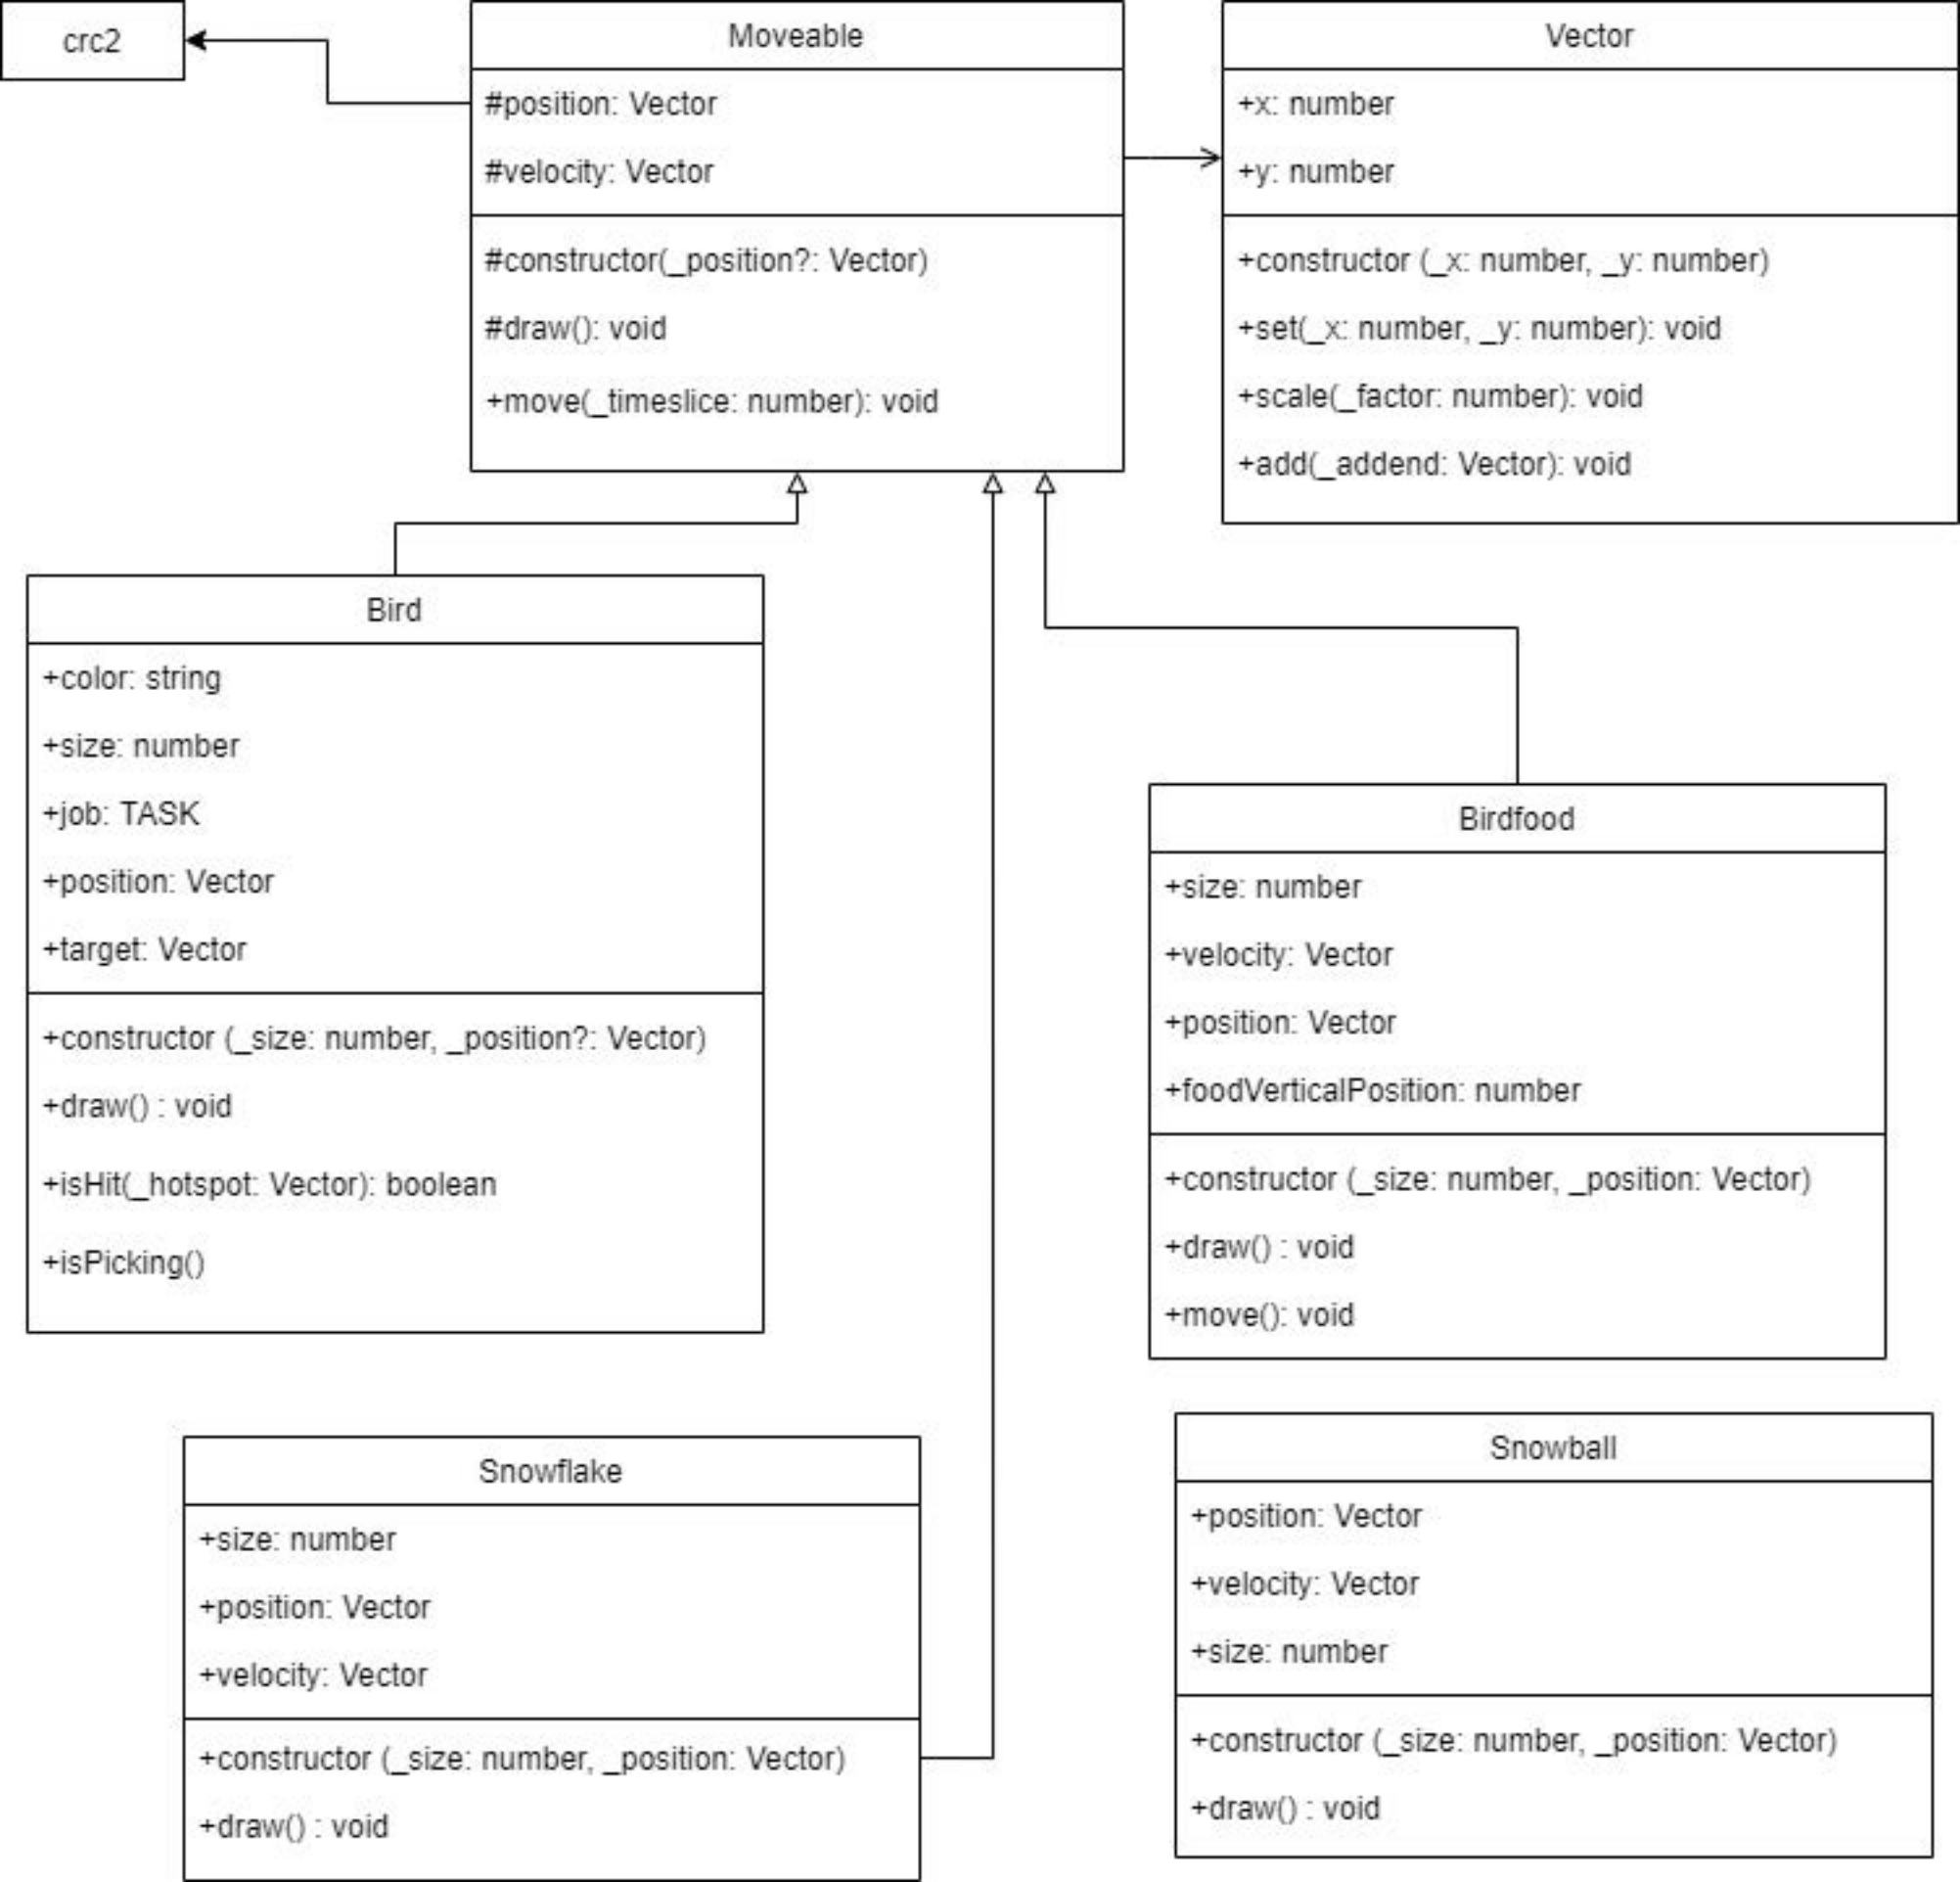 crc2
Moveable
#position: Vector
#velocity: Vector
#constructor(_position?: Vector)
#draw(): void
+move(_timeslice: number): void
Vector
+x: number
+y: number
+constructor (_x: number, _y: number)
+set(_x: number, _y: number): void
+scale(_factor: number): void
+add(_addend: Vector): void
Bird
+color: string
+size: number
+job: TASK
+position: Vector
+target: Vector
+constructor (_size: number, _position?: Vector)
+draw() : void
+isHit(_hotspot: Vector): boolean
+isPicking()
Birdfood
+size: number
+velocity: Vector
+position: Vector
+foodVerticalPosition: number
+constructor (_size: number, _position: Vector)
+draw() : void
+move(): void
Snowflake
+size: number
+position: Vector
+velocity: Vector
+constructor (_size: number, _position: Vector)
+draw() : void
Snowball
+position: Vector
+velocity: Vector
+size: number
+constructor (_size: number, _position: Vector)
+draw() : void